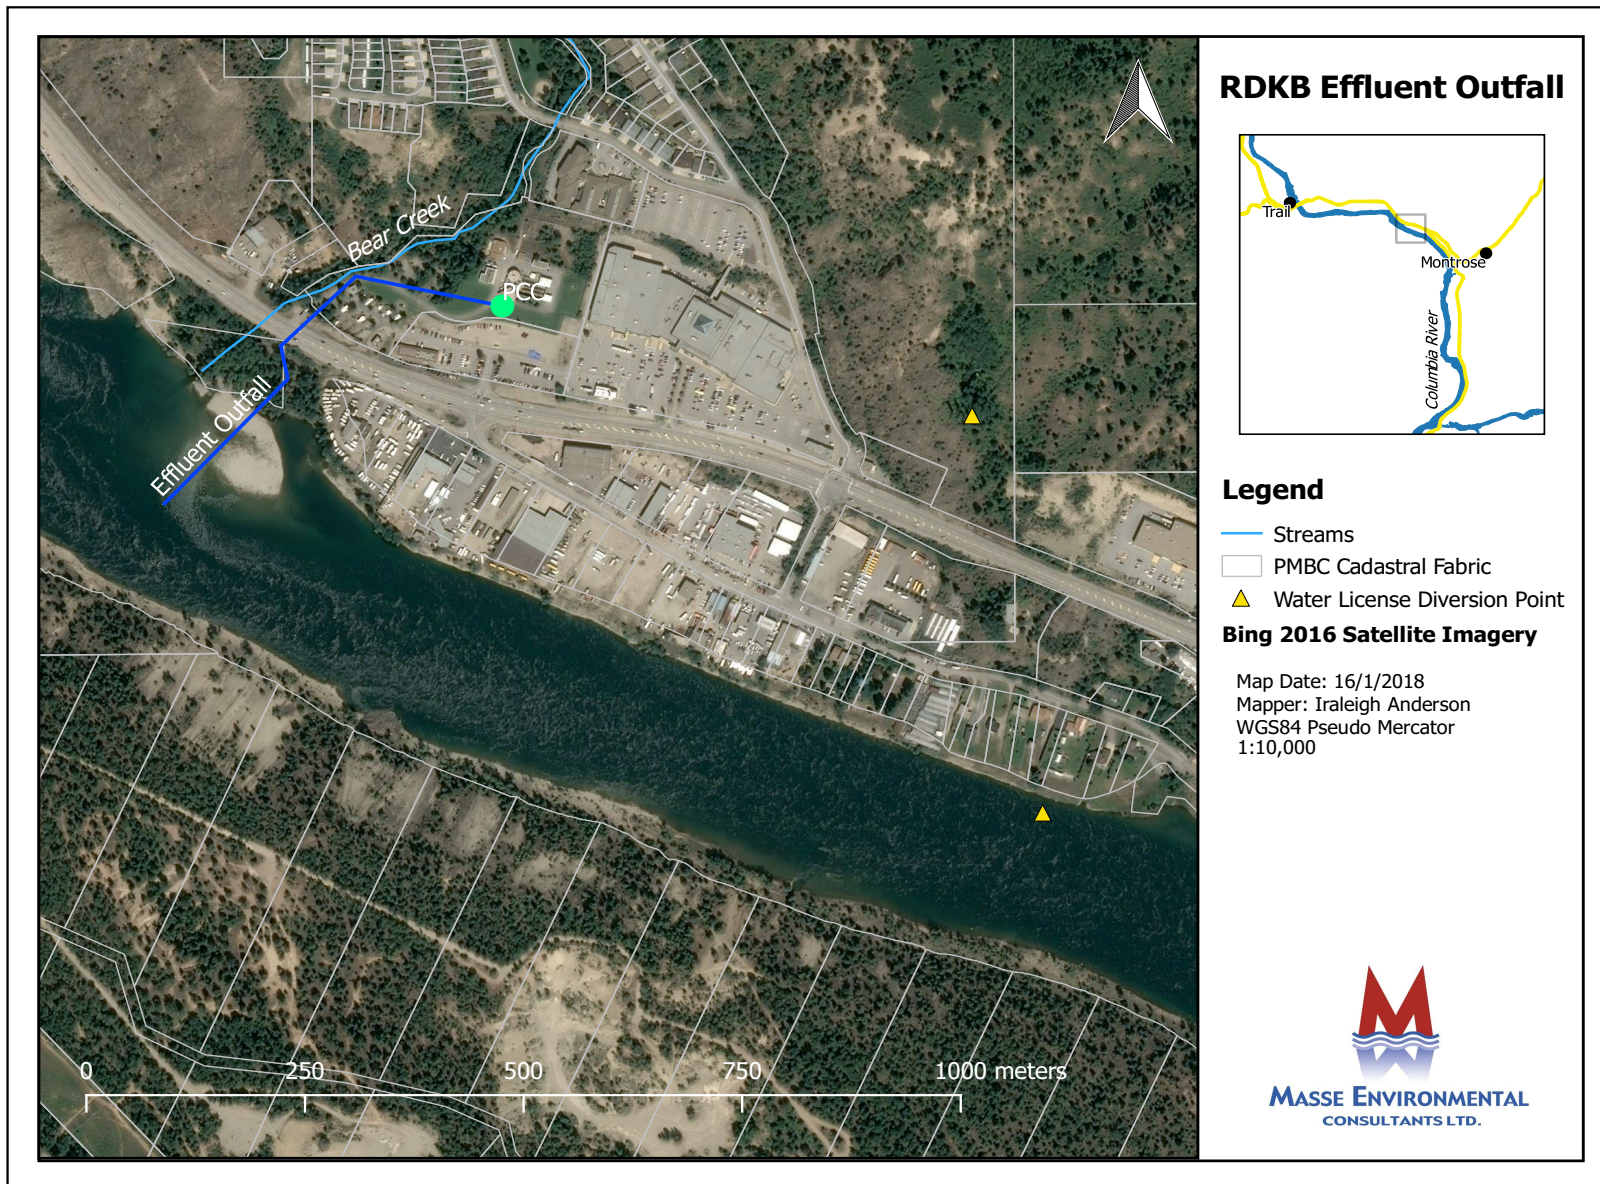 RDKB Effluent Outfall
Bear Creek
PCC
Effluent Outfall
0 250 500 750 1000 meters
Trail
Montrose
Columbia River
Legend
Streams
PMBC Cadastral Fabric
Water License Diversion Point
Bing 2016 Satellite Imagery
Map Date: 16/1/2018
Mapper: Iraleigh Anderson
WGS84 Pseudo Mercator
1:10,000
M
MASSE ENVIRONMENTAL
CONSULTANTS LTD.